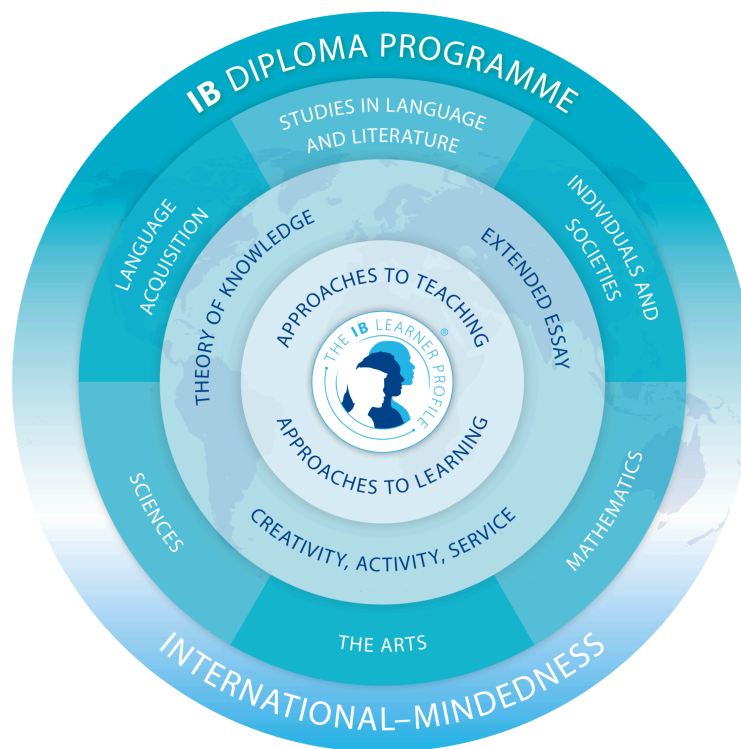 IB DIPLOMA PROGRAMME
STUDIES IN LANGUAGE
AND LITERATURE
LANGUAGE
ACQUISITION
INDIVIDUALS AND
SOCIETIES
THEORY OF KNOWLEDGE
EXTENDED ESSAY
APPROACHES TO TEACHING
THE IB LEARNER PROFILE
®
APPROACHES TO LEARNING
CREATIVITY, ACTIVITY, SERVICE
SCIENCES
MATHEMATICS
THE ARTS
INTERNATIONAL–MINDEDNESS